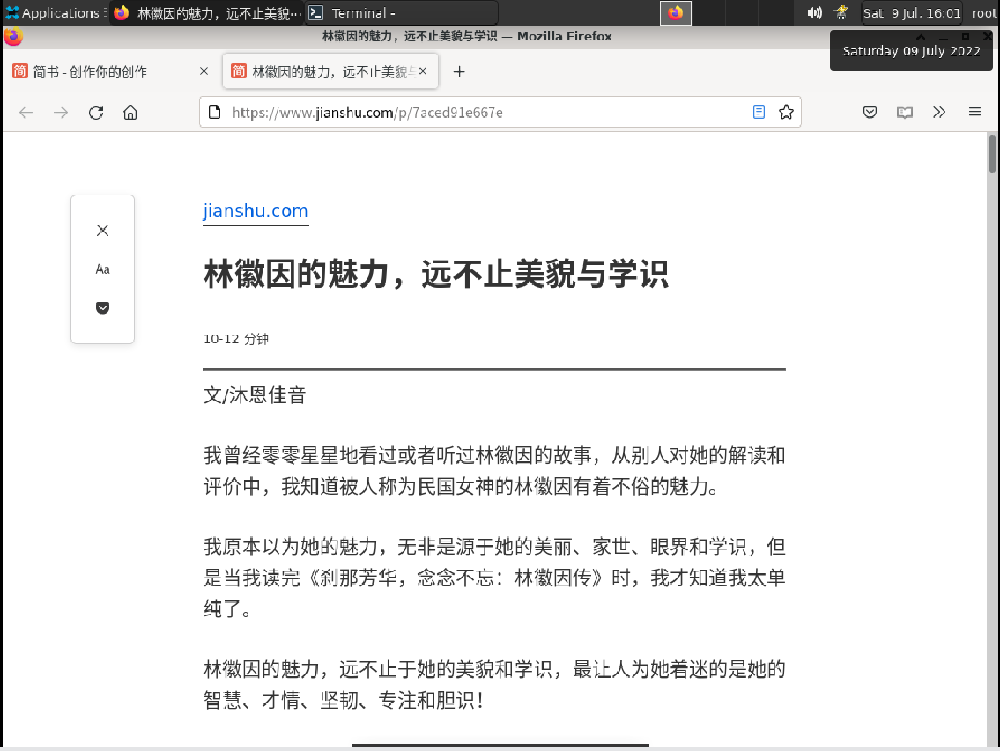 Applications
林徽因的魅力，远不止美貌…
Terminal -
Sat 9 Jul, 16:01
root
林徽因的魅力，远不止美貌与学识 — Mozilla Firefox
Saturday 09 July 2022
简 简书 - 创作你的创作
简 林徽因的魅力，远不止美貌与
https://www.jianshu.com/p/7aced91e667e
jianshu.com
Aa
林徽因的魅力，远不止美貌与学识
10-12 分钟
文/沐恩佳音
我曾经零零星星地看过或者听过林徽因的故事，从别人对她的解读和
评价中，我知道被人称为民国女神的林徽因有着不俗的魅力。
我原本以为她的魅力，无非是源于她的美丽、家世、眼界和学识，但
是当我读完《刹那芳华，念念不忘：林徽因传》时，我才知道我太单
纯了。
林徽因的魅力，远不止于她的美貌和学识，最让人为她着迷的是她的
智慧、才情、坚韧、专注和胆识！